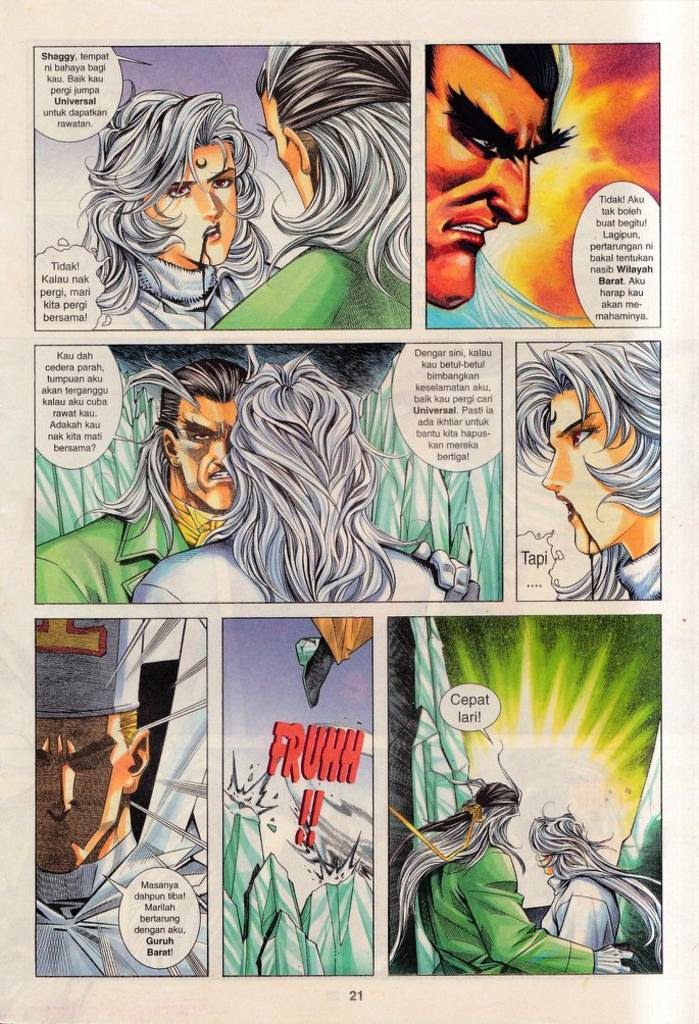 Shaggy, tempat
ni bahaya bagi
kau. Baik kau
pergi jumpa
Universal
untuk dapatkan
rawatan.
Tidak!
Kalau nak
pergi, mari
kita pergi
bersama!
Tidak! Aku
tak boleh
buat begitu!
Lagipun,
pertarungan ni
bakal tentukan
nasib Wilayah
Barat. Aku
harap kau
akan me-
mahaminya.
Kau dah
cedera parah,
tumpuan aku
akan terganggu
kalau aku cuba
rawat kau.
Adakah kau
nak kita mati
bersama?
Dengar sini, kalau
kau betul-betul
bimbangkan
keselamatan aku,
baik kau pergi cari
Universal. Pasti ia
ada ikhtiar untuk
bantu kita hapus-
kan mereka
bertiga!
Tapi
....
Masanya
dahpun tiba!
Marilah
bertarung
dengan aku,
Guruh
Barat!
FRUHH
!!
Cepat
lari!
21